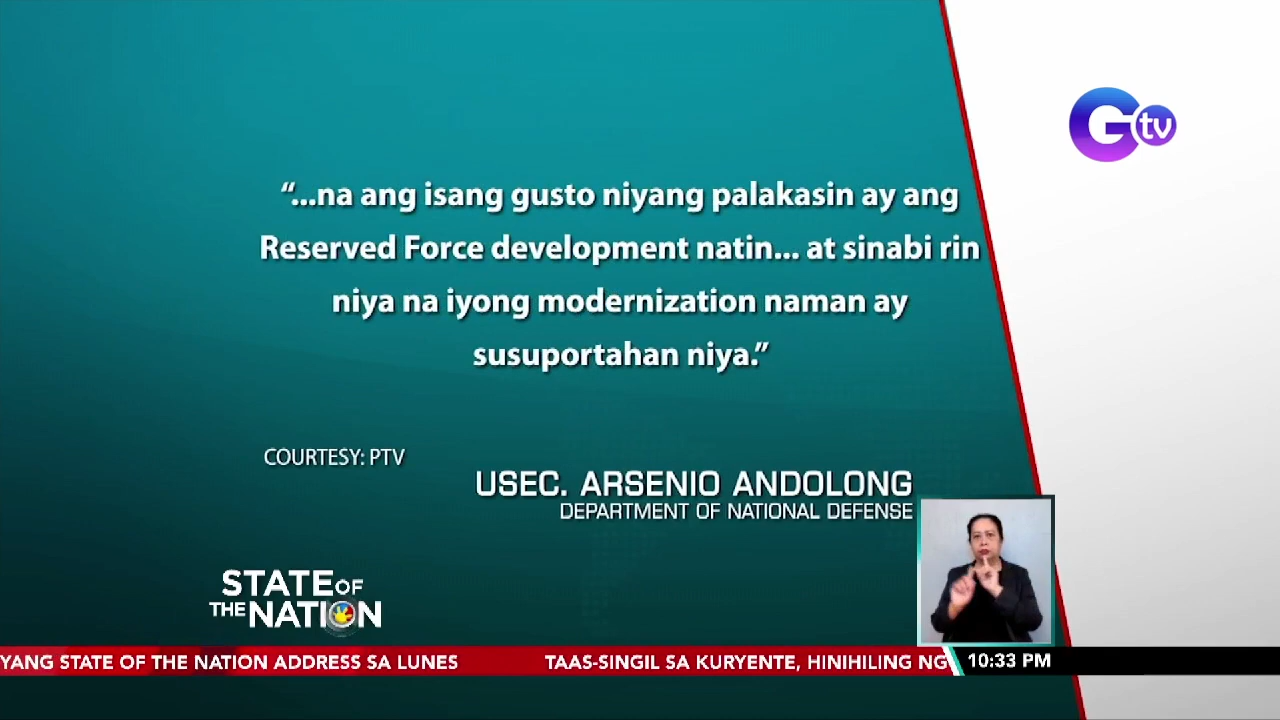 Gtv
“...na ang isang gusto niyang palakasin ay ang
Reserved Force development natin... at sinabi rin
niya na iyong modernization naman ay
susuportahan niya.”
COURTESY: PTV
USEC. ARSENIO ANDOLONG
DEPARTMENT OF NATIONAL DEFENSE
STATE OF
THE NATION
YANG STATE OF THE NATION ADDRESS SA LUNES TAAS-SINGIL SA KURYENTE, HINIHILING NG
10:33 PM